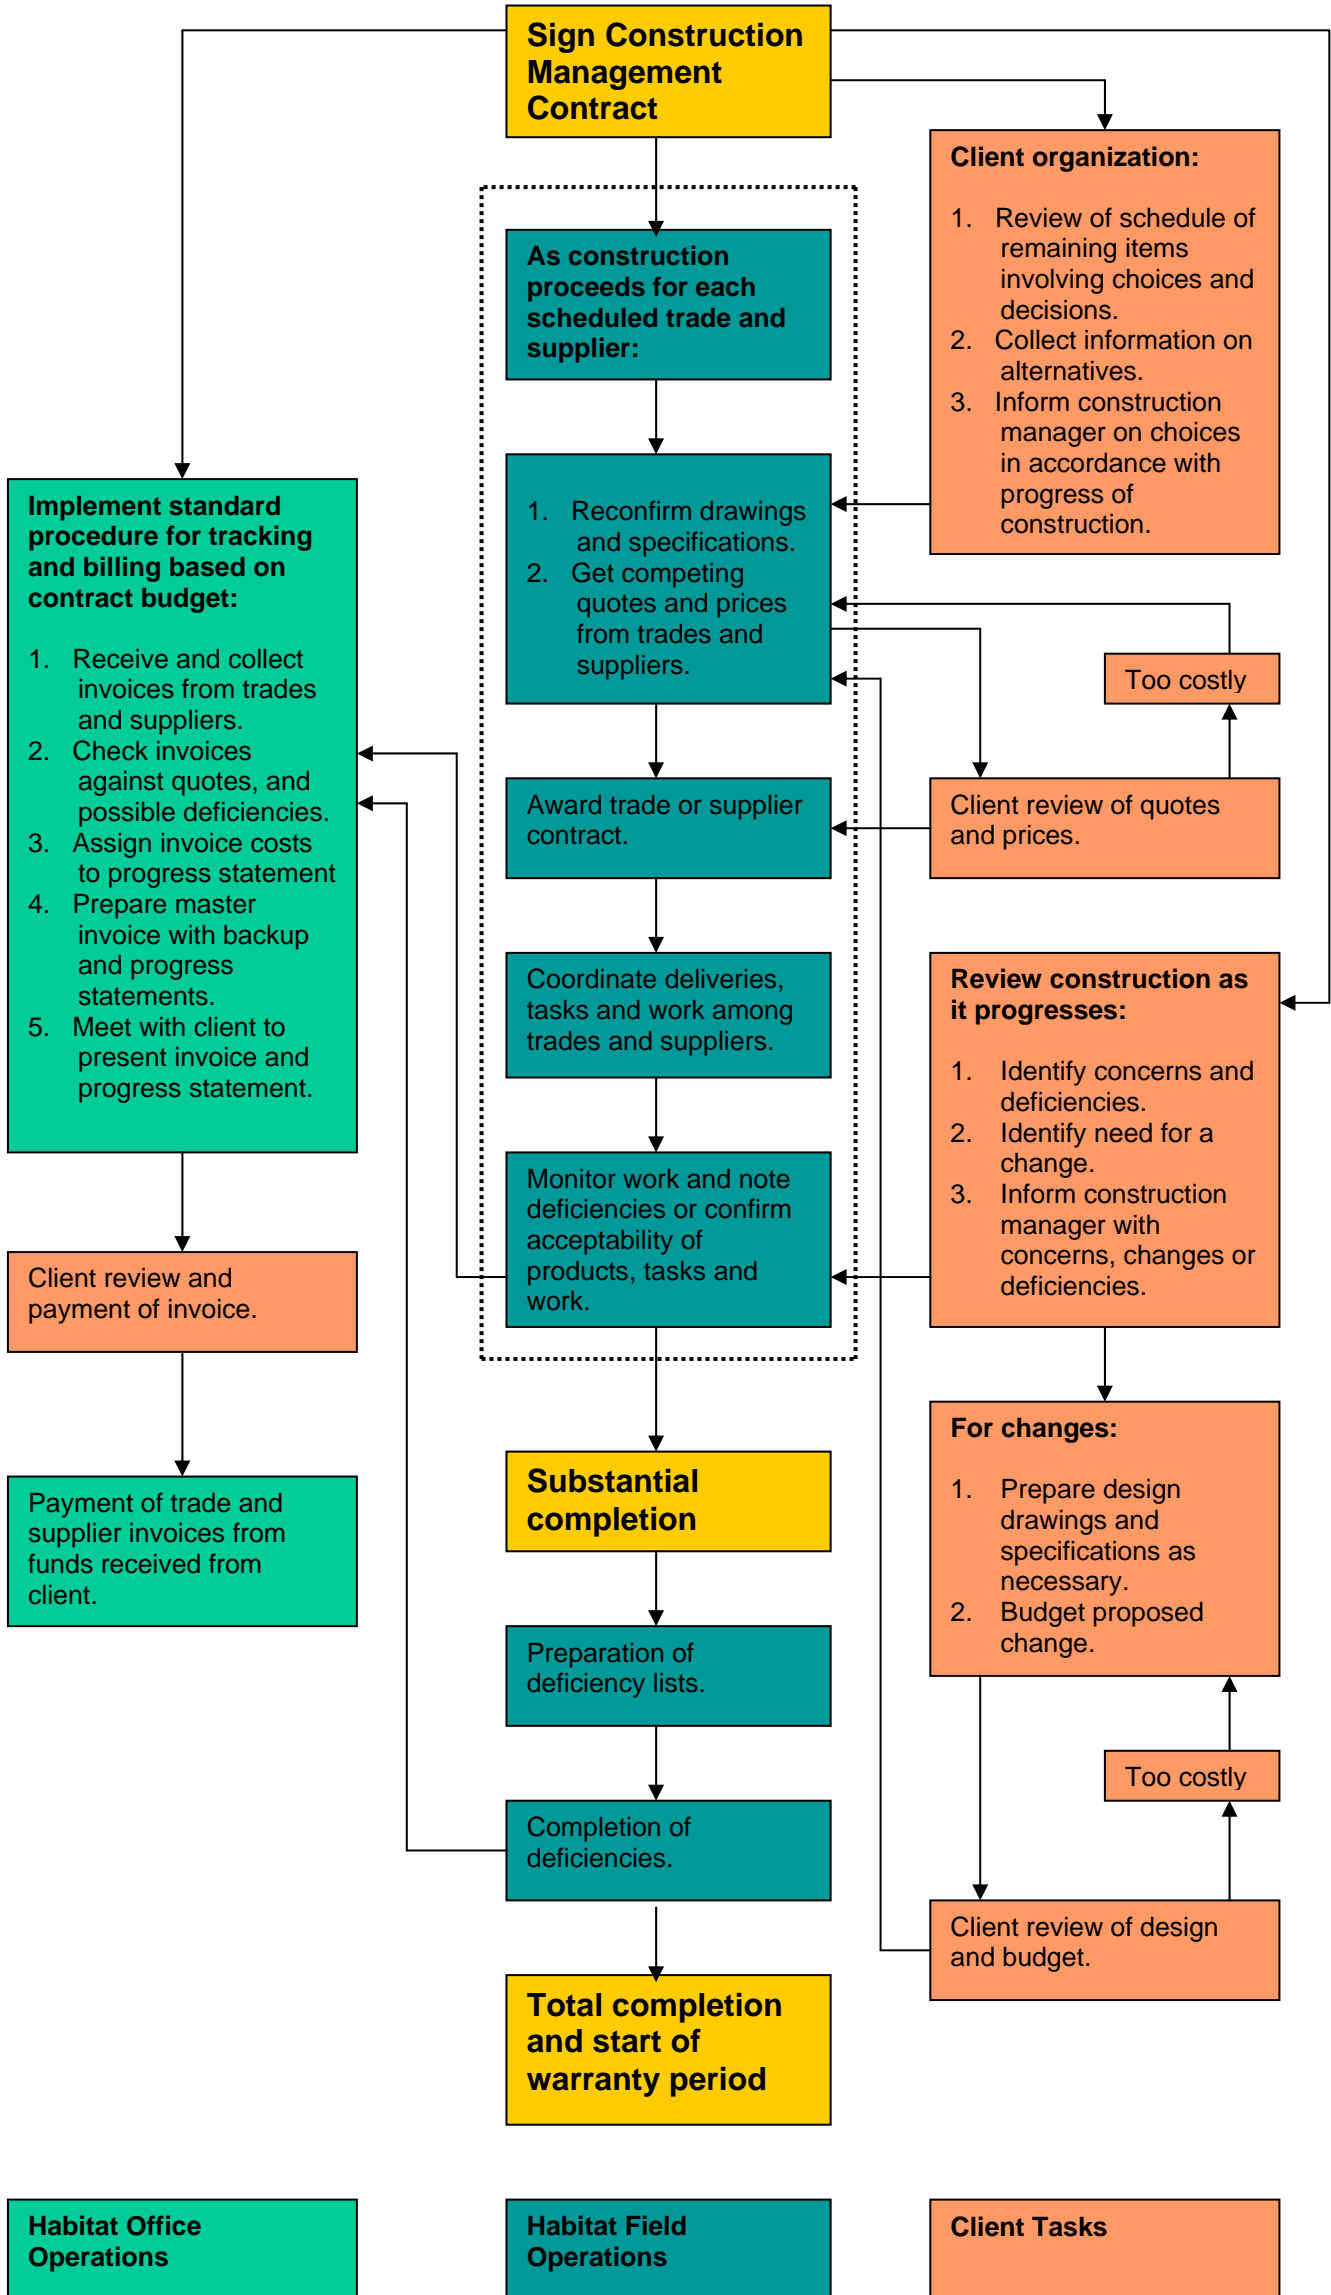 Sign Construction
Management
Contract
Client organization:
1. Review of schedule of
remaining items
involving choices and
decisions.
2. Collect information on
alternatives.
3. Inform construction
manager on choices
in accordance with
progress of
construction.
As construction
proceeds for each
scheduled trade and
supplier:
Implement standard
procedure for tracking
and billing based on
contract budget:
1. Receive and collect
invoices from trades
and suppliers.
2. Check invoices
against quotes, and
possible deficiencies.
3. Assign invoice costs
to progress statement
4. Prepare master
invoice with backup
and progress
statements.
5. Meet with client to
present invoice and
progress statement.
1. Reconfirm drawings
and specifications.
2. Get competing
quotes and prices
from trades and
suppliers.
Too costly
Award trade or supplier
contract.
Client review of quotes
and prices.
Coordinate deliveries,
tasks and work among
trades and suppliers.
Review construction as
it progresses:
1. Identify concerns and
deficiencies.
2. Identify need for a
change.
3. Inform construction
manager with
concerns, changes or
deficiencies.
Monitor work and note
deficiencies or confirm
acceptability of
products, tasks and
work.
Client review and
payment of invoice.
For changes:
1. Prepare design
drawings and
specifications as
necessary.
2. Budget proposed
change.
Substantial
completion
Payment of trade and
supplier invoices from
funds received from
client.
Preparation of
deficiency lists.
Too costly
Completion of
deficiencies.
Client review of design
and budget.
Total completion
and start of
warranty period
Habitat Office
Operations
Habitat Field
Operations
Client Tasks